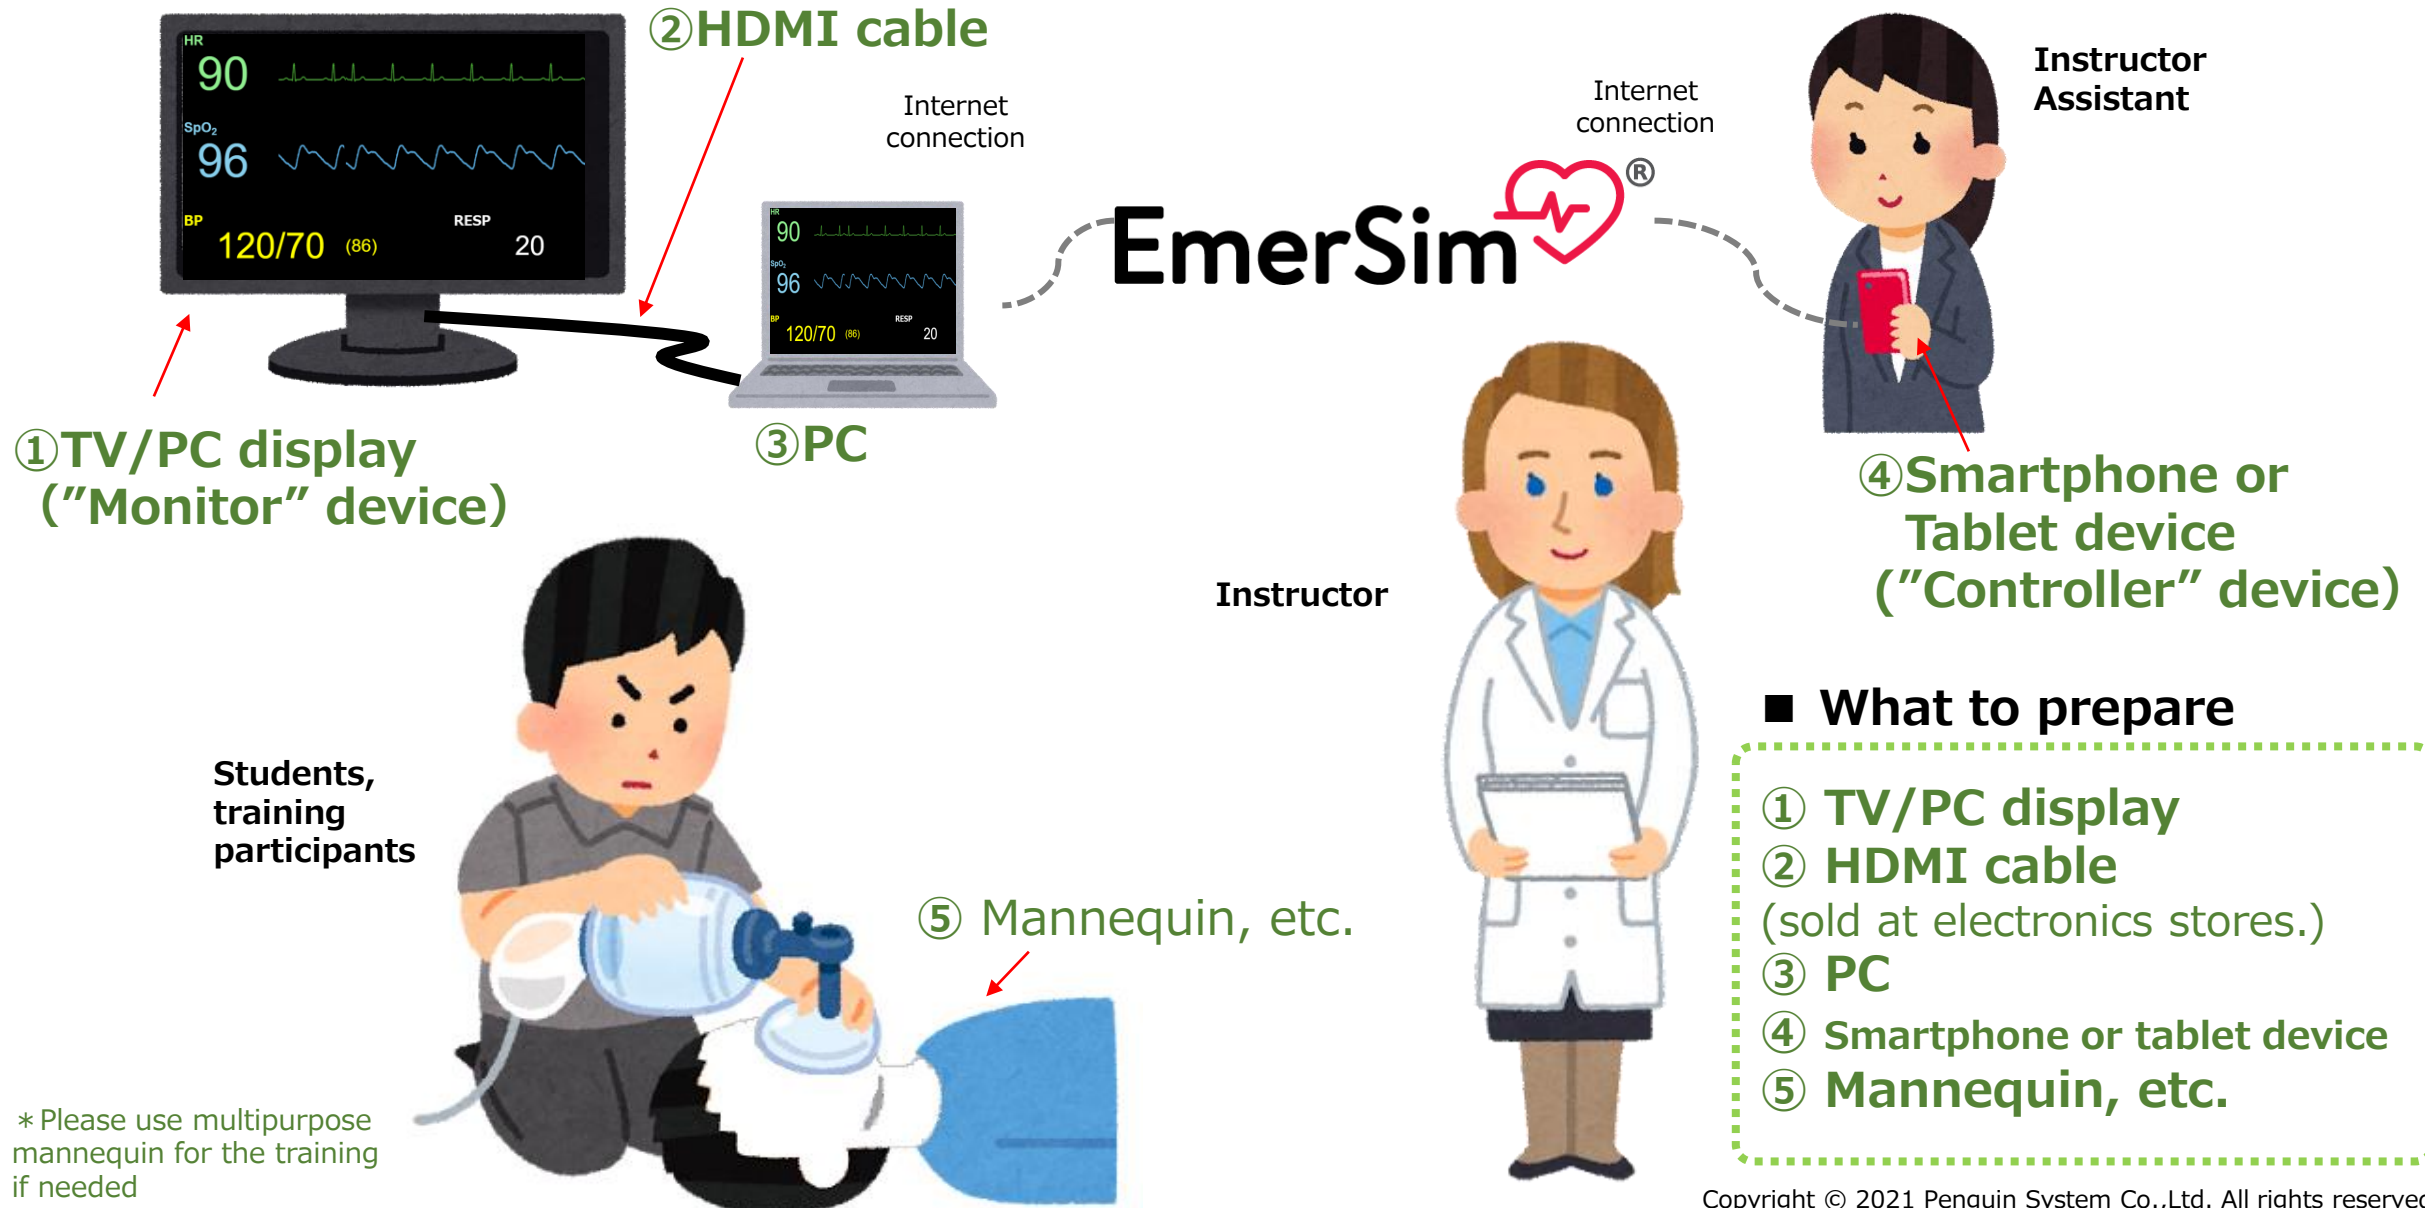 HR
90
SpO₂
96
BP
120/70 (86)
RESP
20
②HDMI cable
Internet
connection
HR
90
SpO₂
96
BP
120/70 (86)
RESP
20
EmerSim®
Internet
connection
Instructor
Assistant
①TV/PC display
(”Monitor” device)
③PC
④Smartphone or
Tablet device
(”Controller” device)
Instructor
Students,
training
participants
⑤ Mannequin, etc.
■ What to prepare
① TV/PC display
② HDMI cable
(sold at electronics stores.)
③ PC
④ Smartphone or tablet device
⑤ Mannequin, etc.
＊Please use multipurpose
mannequin for the training
if needed
Copyright © 2021 Penguin System Co.,Ltd. All rights reserved